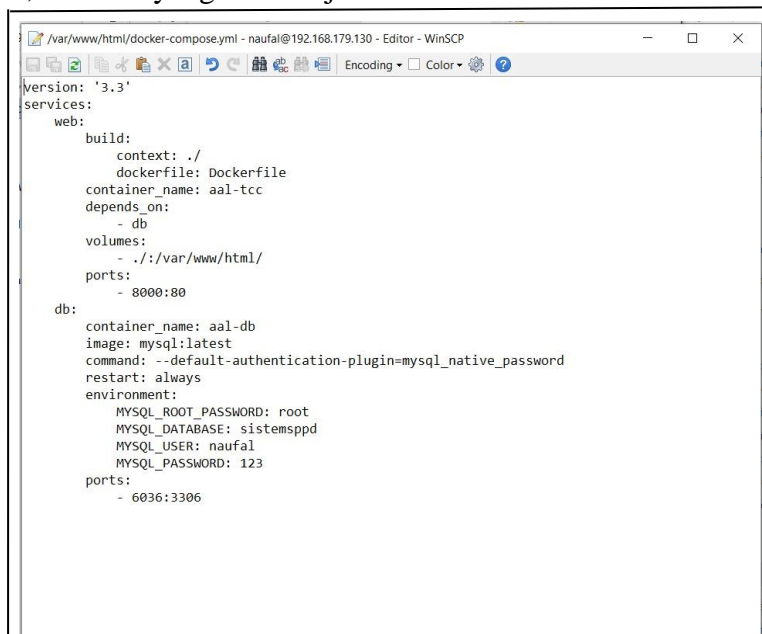 /var/www/html/docker-compose.yml - naufal@192.168.179.130 - Editor - WinSCP
Encoding Color
version: '3.3'
services:
    web:
        build:
            context: ./
            dockerfile: Dockerfile
        container_name: aal-tcc
        depends_on:
            - db
        volumes:
            - ./:/var/www/html/
        ports:
            - 8000:80
    db:
        container_name: aal-db
        image: mysql:latest
        command: --default-authentication-plugin=mysql_native_password
        restart: always
        environment:
            MYSQL_ROOT_PASSWORD: root
            MYSQL_DATABASE: sistemsppd
            MYSQL_USER: naufal
            MYSQL_PASSWORD: 123
        ports:
            - 6036:3306